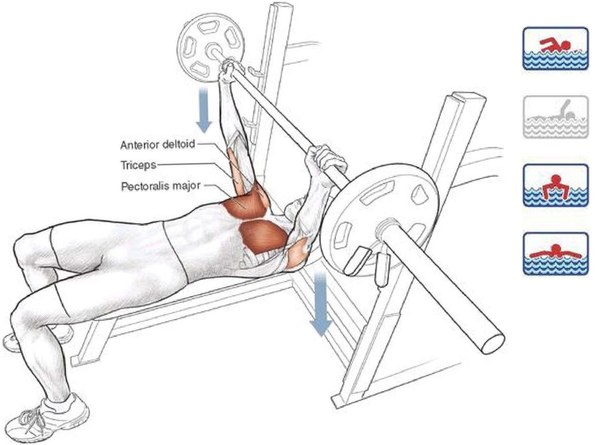 Anterior deltoid
Triceps
Pectoralis major